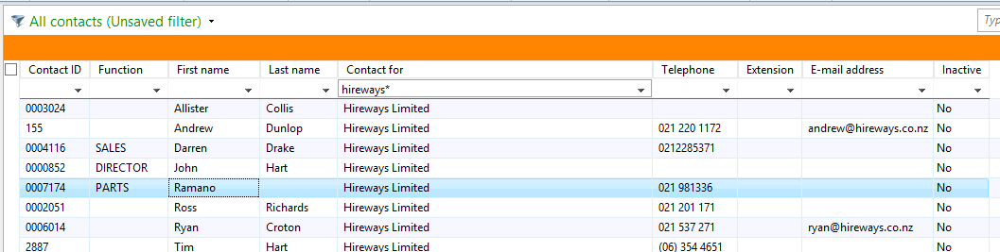 All contacts (Unsaved filter)
Typ
Contact ID Function First name Last name Contact for Telephone Extension E-mail address Inactive
hireways*
0003024 Allister Collis Hireways Limited No
155 Andrew Dunlop Hireways Limited 021 220 1172 andrew@hireways.co.nz No
0004116 SALES Darren Drake Hireways Limited 0212285371 No
0000852 DIRECTOR John Hart Hireways Limited No
0007174 PARTS Ramano Hireways Limited 021 981336 No
0002051 Ross Richards Hireways Limited 021 201 171 No
0006014 Ryan Croton Hireways Limited 021 537 271 ryan@hireways.co.nz No
2887 Tim Hart Hireways Limited (06) 354 4651 No